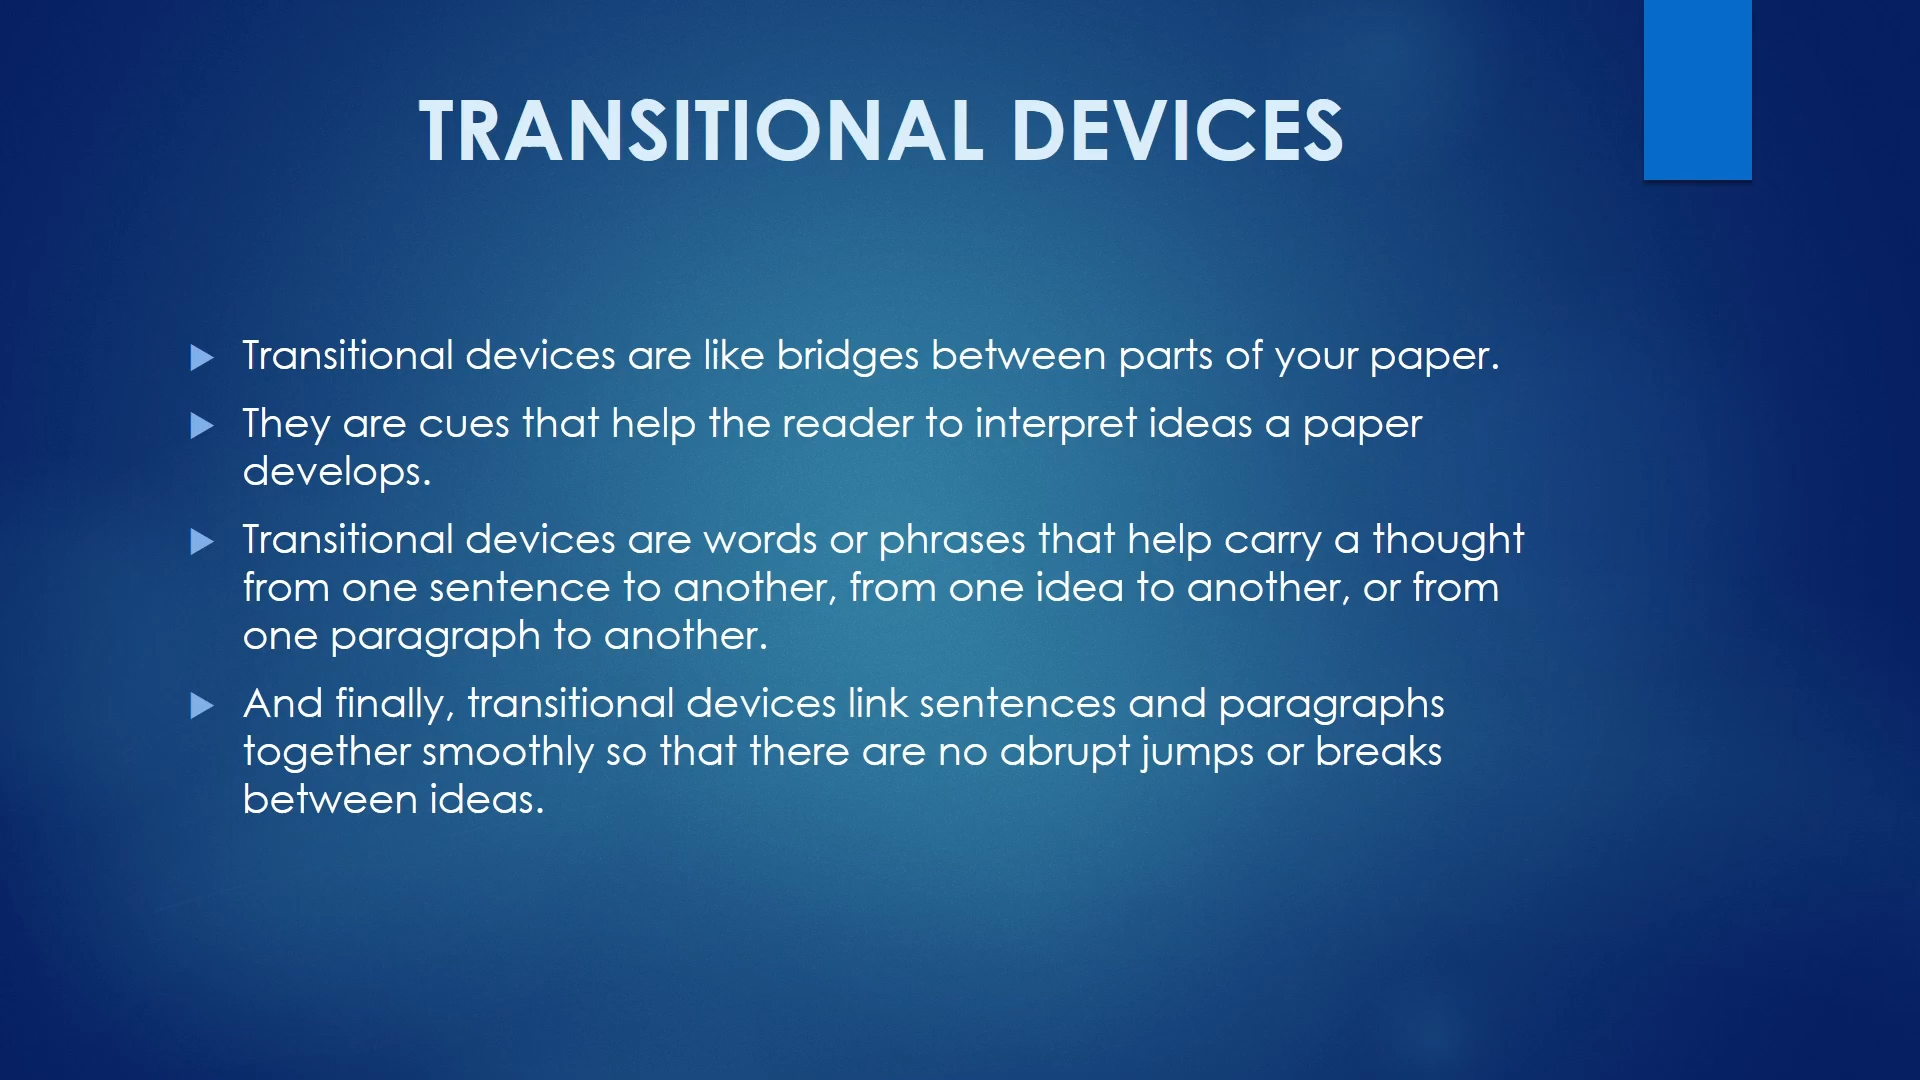 TRANSITIONAL DEVICES
Transitional devices are like bridges between parts of your paper.
They are cues that help the reader to interpret ideas a paper
develops.
Transitional devices are words or phrases that help carry a thought
from one sentence to another, from one idea to another, or from
one paragraph to another.
And finally, transitional devices link sentences and paragraphs
together smoothly so that there are no abrupt jumps or breaks
between ideas.